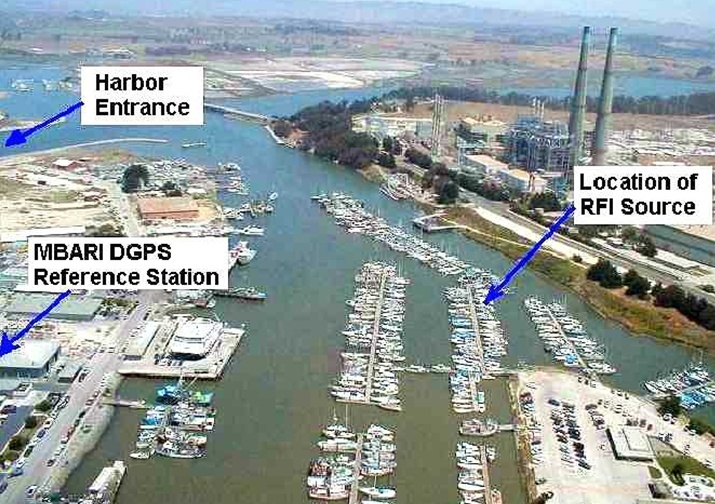 Harbor
Entrance
Location of
RFI Source
MBARI DGPS
Reference Station